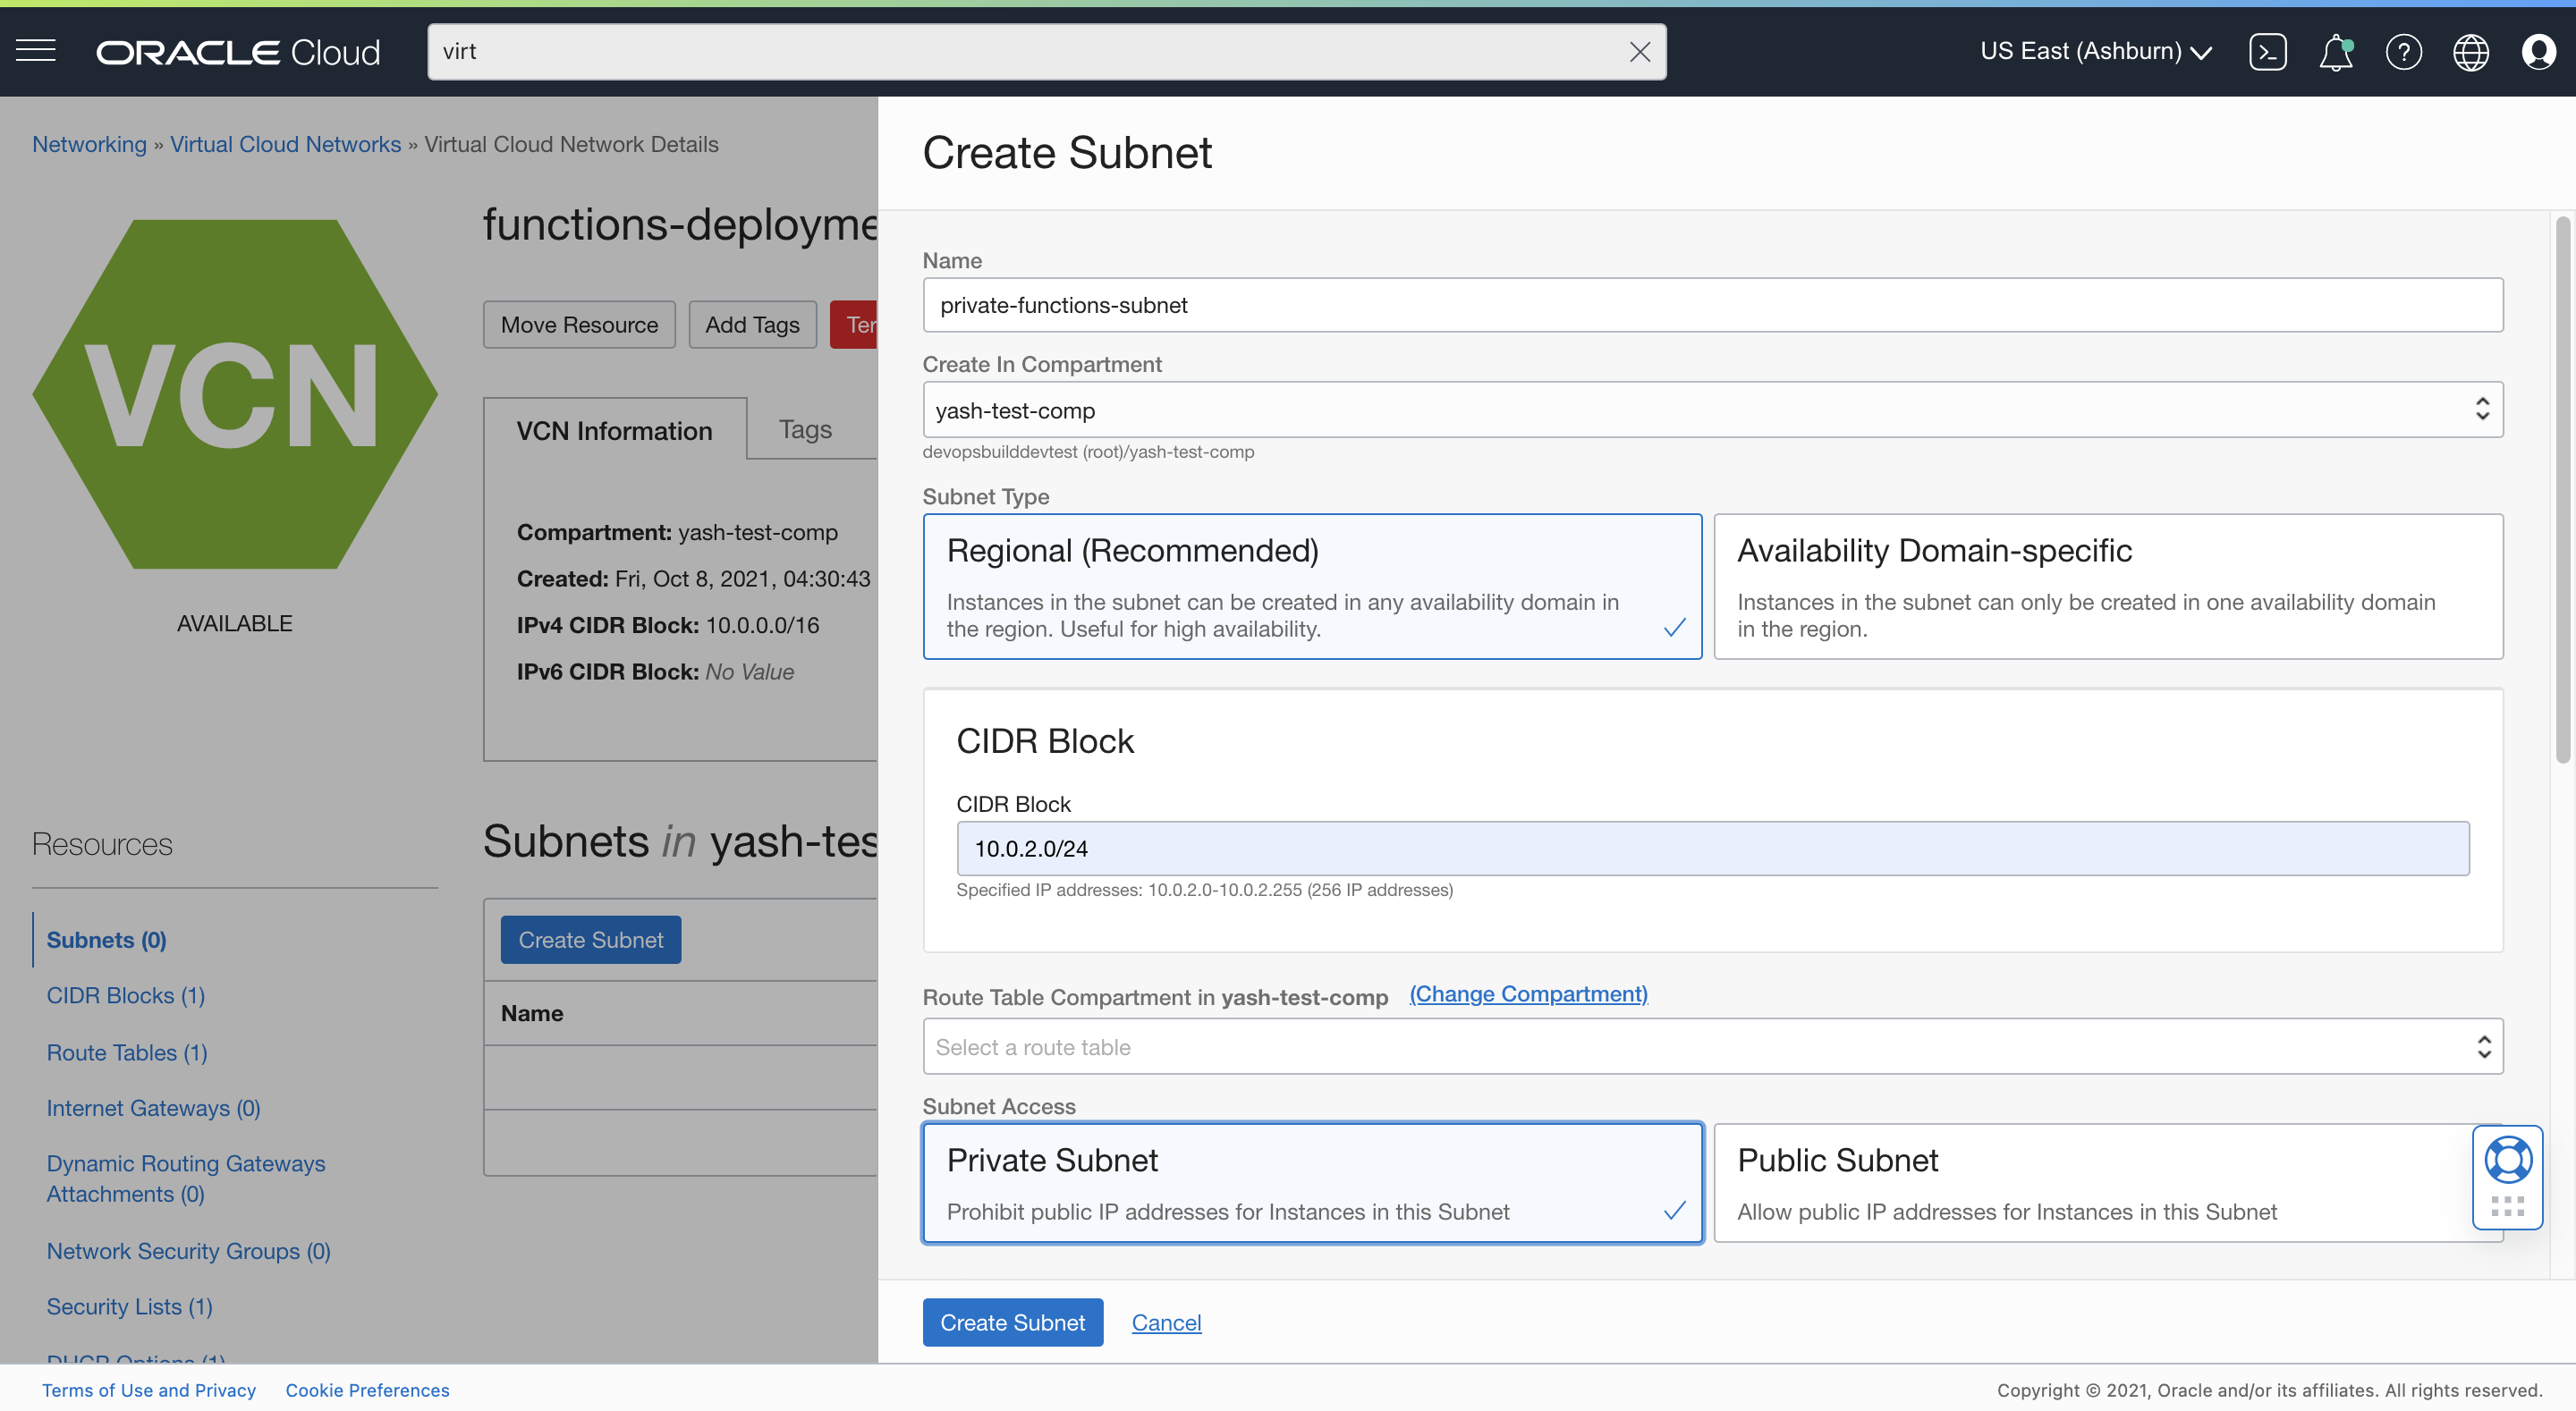 ORACLE Cloud
virt
US East (Ashburn)
Networking » Virtual Cloud Networks » Virtual Cloud Network Details
VCN
AVAILABLE
functions-deployme
Move Resource
Add Tags
Ter
VCN Information
Tags
Compartment: yash-test-comp
Created: Fri, Oct 8, 2021, 04:30:43
IPv4 CIDR Block: 10.0.0.0/16
IPv6 CIDR Block: No Value
Resources
Subnets (0)
CIDR Blocks (1)
Route Tables (1)
Internet Gateways (0)
Dynamic Routing Gateways
Attachments (0)
Network Security Groups (0)
Security Lists (1)
DHCP Options (1)
Subnets in yash-tes
Create Subnet
Name
Create Subnet
Name
private-functions-subnet
Create In Compartment
yash-test-comp
devopsbuilddevtest (root)/yash-test-comp
Subnet Type
Regional (Recommended)
Instances in the subnet can be created in any availability domain in
the region. Useful for high availability.
Availability Domain-specific
Instances in the subnet can only be created in one availability domain
in the region.
CIDR Block
CIDR Block
10.0.2.0/24
Specified IP addresses: 10.0.2.0-10.0.2.255 (256 IP addresses)
Route Table Compartment in yash-test-comp (Change Compartment)
Select a route table
Subnet Access
Private Subnet
Prohibit public IP addresses for Instances in this Subnet
Public Subnet
Allow public IP addresses for Instances in this Subnet
Create Subnet
Cancel
Terms of Use and Privacy
Cookie Preferences
Copyright © 2021, Oracle and/or its affiliates. All rights reserved.